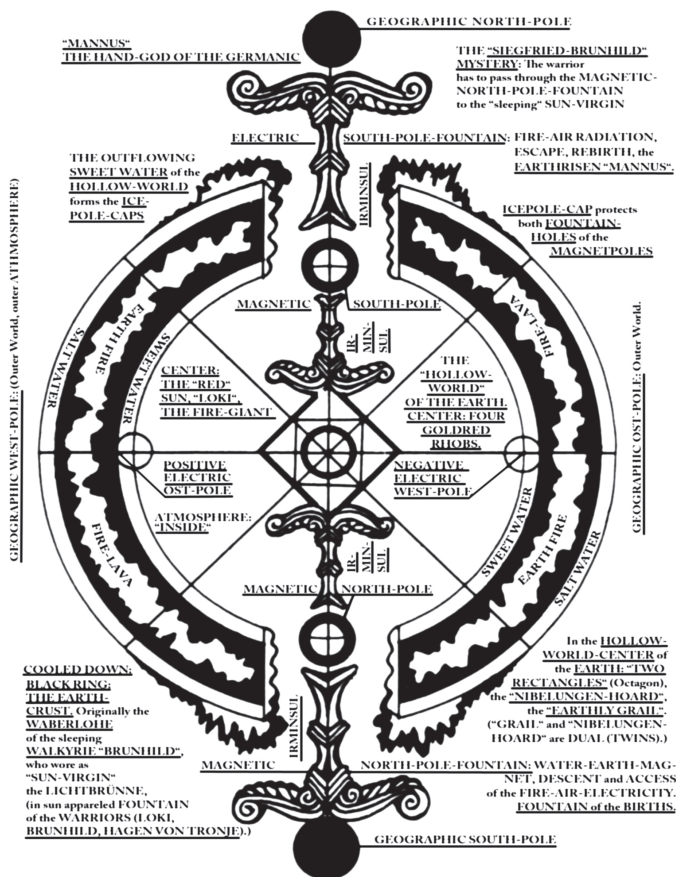 GEOGRAPHIC NORTH-POLE
"MANNUS"
THE HAND-GOD OF THE GERMANIC
THE "SIEGFRIED-BRUNHILD"
MYSTERY: The warrior
has to pass through the MAGNETIC-
NORTH-POLE-FOUNTAIN
to the "sleeping" SUN-VIRGIN
ELECTRIC SOUTH-POLE-FOUNTAIN: FIRE-AIR RADIATION,
ESCAPE, REBIRTH, the
EARTHRISEN "MANNUS".
THE OUTFLOWING
SWEET WATER of the
HOLLOW-WORLD
forms the ICE-
POLE-CAPS
IRMINSUL
ICEPOLE-CAP protects
both FOUNTAIN-
HOLES of the
MAGNETPOLES
GEOGRAPHIC WEST-POLE: (Outer World, outer ATHMOSPHERE)
SALT WATER
EARTH FIRE
SWEET WATER
FIRE-LAVA
MAGNETIC SOUTH-POLE
IR-
MIN-
SUL
CENTER:
THE "RED"
SUN, "LOKI",
THE FIRE-GIANT
THE
"HOLLOW-
WORLD"
OF THE EARTH.
CENTER: FOUR
GOLDRED
RHOBS.
GEOGRAPHIC OST-POLE: Outer World.
POSITIVE
ELECTRIC
OST-POLE
NEGATIVE
ELECTRIC
WEST-POLE
ATMOSPHERE:
"INSIDE"
FIRE-LAVA
SWEET WATER
EARTH FIRE
SALT WATER
IR-
MIN-
SUL
MAGNETIC NORTH-POLE
COOLED DOWN:
BLACK RING:
THE EARTH-
CRUST. Originally the
WABERLOHE
of the sleeping
WALKYRIE "BRUNHILD",
who wore as
"SUN-VIRGIN"
the LICHTBRÜNNE,
(in sun appareled FOUNTAIN
of the WARRIORS (LOKI,
BRUNHILD, HAGEN VON TRONJE).)
IRMINSUL
In the HOLLOW-
WORLD-CENTER of
the EARTH: "TWO
RECTANGLES" (Octagon),
the "NIBELUNGEN-HOARD",
the "EARTHLY GRAIL".
("GRAIL" and "NIBELUNGEN-
HOARD" are DUAL (TWINS).)
MAGNETIC NORTH-POLE-FOUNTAIN: WATER-EARTH-MAG-
NET, DESCENT and ACCESS
of the FIRE-AIR-ELECTRICITY.
FOUNTAIN of the BIRTHS.
GEOGRAPHIC SOUTH-POLE